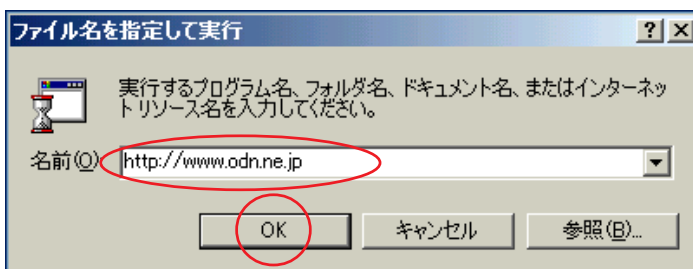 ファイル名を指定して実行
実行するプログラム名、フォルダ名、ドキュメント名、またはインターネッ
トリソース名を入力してください。
名前(O): http://www.odn.ne.jp
OK キャンセル 参照(B)...